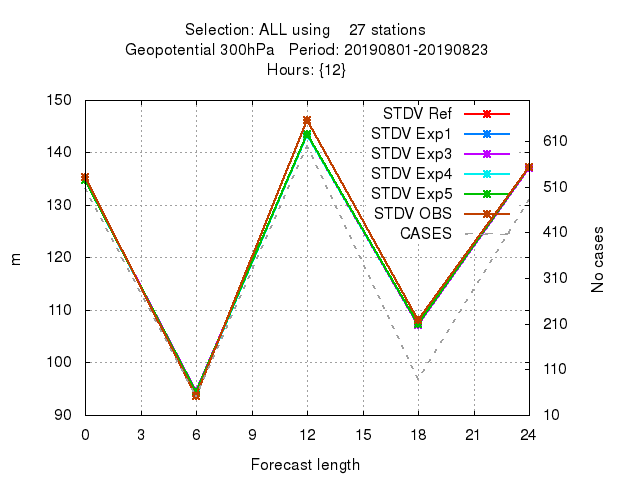 Selection: ALL using    27 stations
Geopotential 300hPa   Period: 20190801-20190823
Hours: {12}
150
140
130
120
110
100
90
m
STDV Ref
STDV Exp1
STDV Exp3
STDV Exp4
STDV Exp5
STDV OBS
CASES
610
510
410
310
210
110
10
No cases
0 3 6 9 12 15 18 21 24
Forecast length